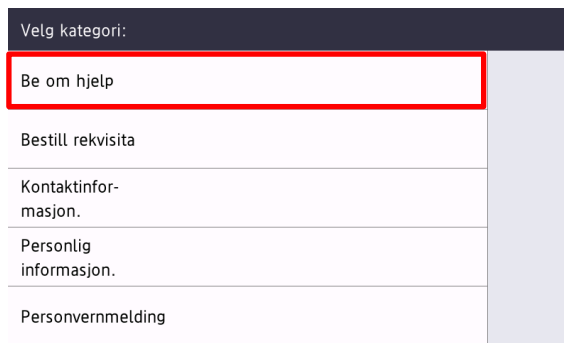 Velg kategori:
Be om hjelp
Bestill rekvisita
Kontaktinfor-
masjon.
Personlig
informasjon.
Personvernmelding